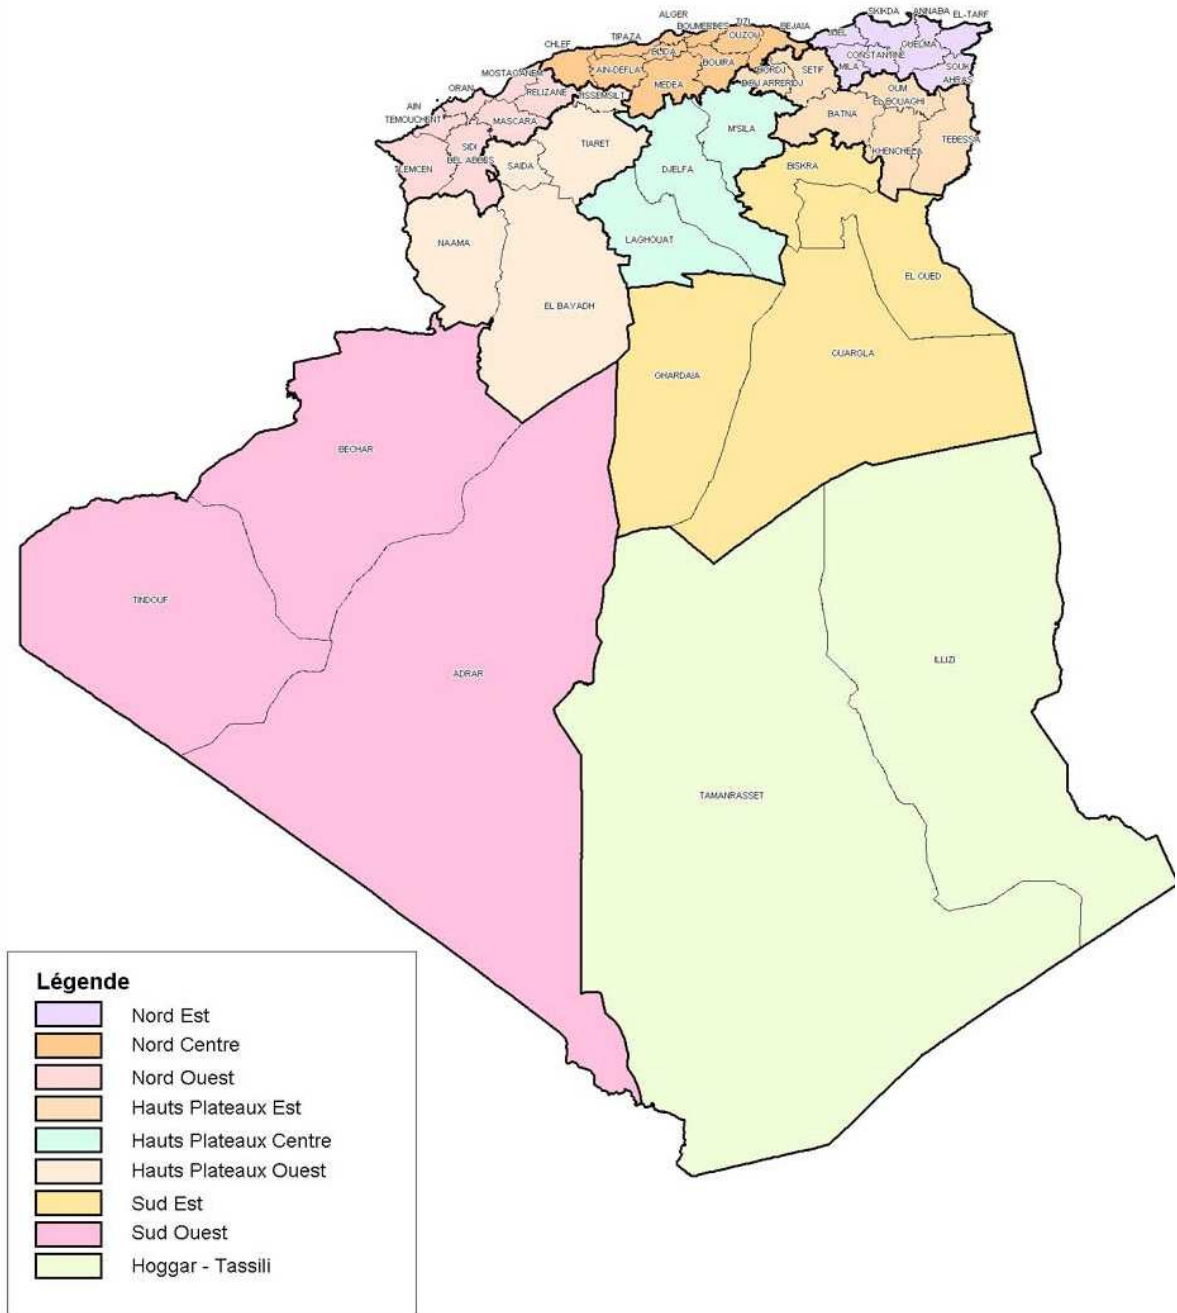 SKIKDA
ANNABA
EL-TARF
ALGER
BOUMERDES
TIZI
OUZOU
BEJAIA
TIPAZA
CHLEF
BLIDA
JIJEL
GUELMA
CONSTANTINE
MILA
SOUK
AHRAS
AIN-DEFLA
BOUIRA
MEDEA
BORDJ
BOU ARRERIDJ
SETIF
OUM
EL BOUAGHI
MOSTAGANEM
ORAN
RELIZANE
TISSEMSILT
AIN
TEMOUCHENT
MASCARA
SIDI
BEL ABBES
TLEMCEN
SAIDA
TIARET
M'SILA
BATNA
TEBESSA
KHENCHELA
DJELFA
BISKRA
NAAMA
LAGHOUAT
EL OUED
EL BAYADH
OUARGLA
GHARDAIA
BECHAR
TINDOUF
ADRAR
ILLIZI
TAMANRASSET
Légende
Nord Est
Nord Centre
Nord Ouest
Hauts Plateaux Est
Hauts Plateaux Centre
Hauts Plateaux Ouest
Sud Est
Sud Ouest
Hoggar - Tassili